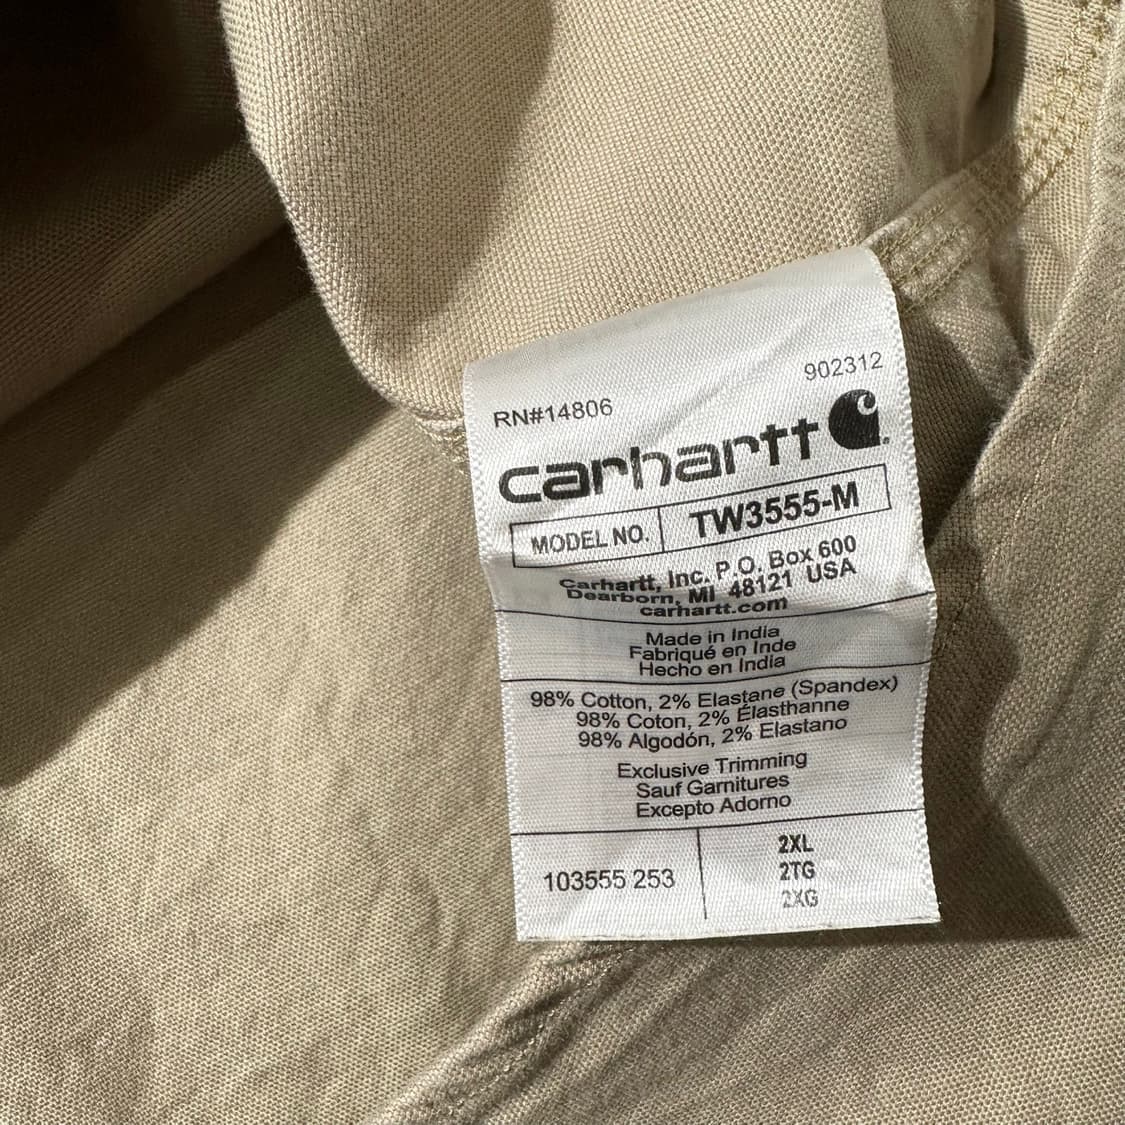 902312
RN#14806
carhartt
MODEL NO. TW3555-M
Carhartt, Inc. P.O. Box 600
Dearborn, MI 48121 USA
carhartt.com
Made in India
Fabriqué en Inde
Hecho en India
98% Cotton, 2% Elastane (Spandex)
98% Coton, 2% Élasthanne
98% Algodón, 2% Elastano
Exclusive Trimming
Sauf Garnitures
Excepto Adorno
103555 253
2XL
2TG
2XG